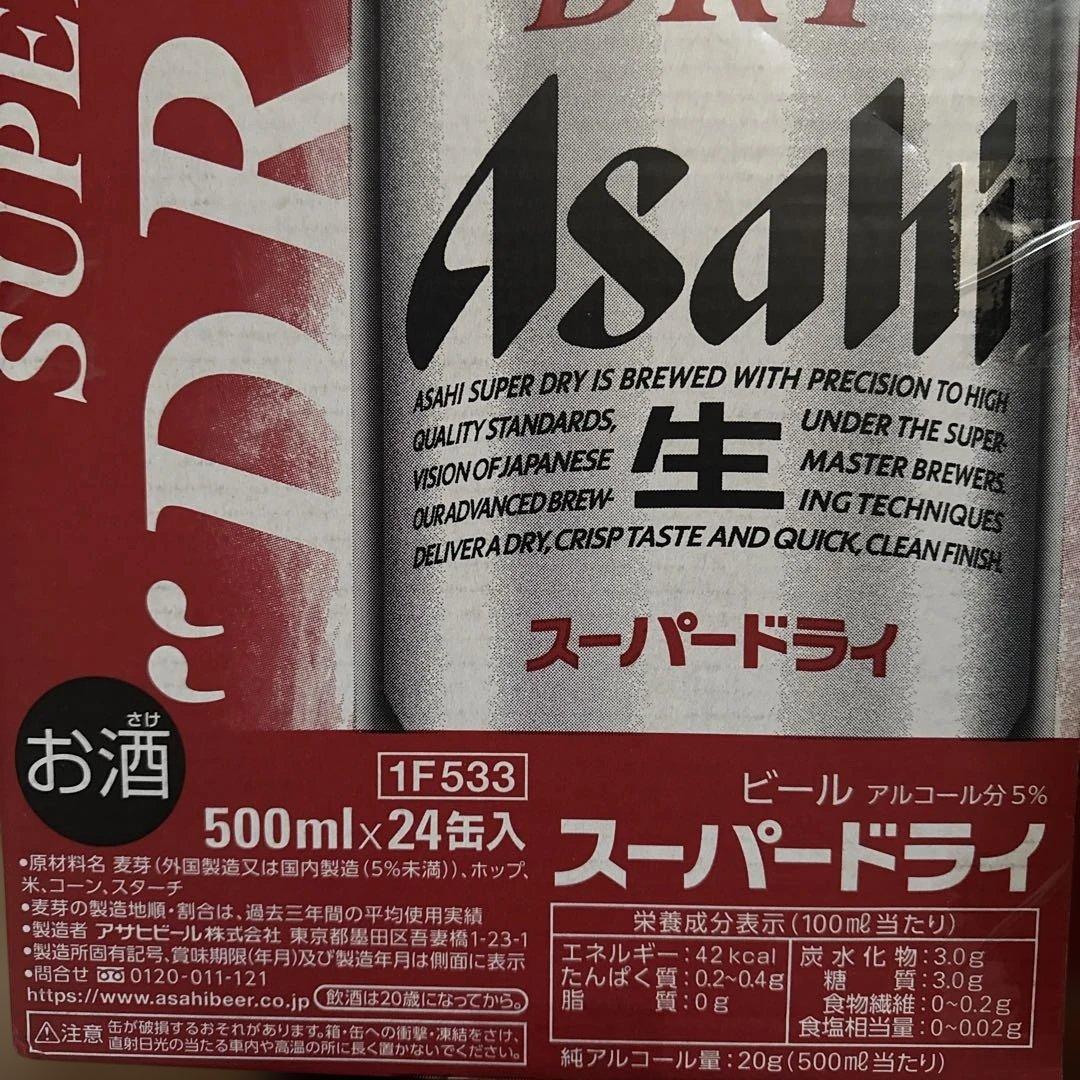 SUPER
"DR
DRY
Asahi
ASAHI SUPER DRY IS BREWED WITH PRECISION TO HIGH
QUALITY STANDARDS, UNDER THE SUPER-
VISION OF JAPANESE MASTER BREWERS.
OUR ADVANCED BREW- ING TECHNIQUES
DELIVER A DRY, CRISP TASTE AND QUICK, CLEAN FINISH.
生
スーパードライ
さけ
お酒
1F533
500ml×24缶入
•原材料名 麦芽(外国製造又は国内製造(5%未満))、ホップ、
米、コーン、スターチ
•麦芽の製造地順・割合は、過去三年間の平均使用実績
•製造者 アサヒビール株式会社 東京都墨田区吾妻橋1-23-1
•製造所固有記号、賞味期限(年月)及び製造年月は側面に表示
•問合せ 0120-011-121
https://www.asahibeer.co.jp 飲酒は20歳になってから。
⚠注意 缶が破損するおそれがあります。箱・缶への衝撃・凍結をさけ、
直射日光の当たる車内や高温の所に長く置かないでください。
ビール アルコール分5%
スーパードライ
栄養成分表示(100ml当たり)
エネルギー:42kcal
たんぱく質:0.2~0.4g
脂質:0g
炭水化物:3.0g
糖質:3.0g
食物繊維:0~0.2g
食塩相当量:0~0.02g
純アルコール量:20g(500ml当たり)